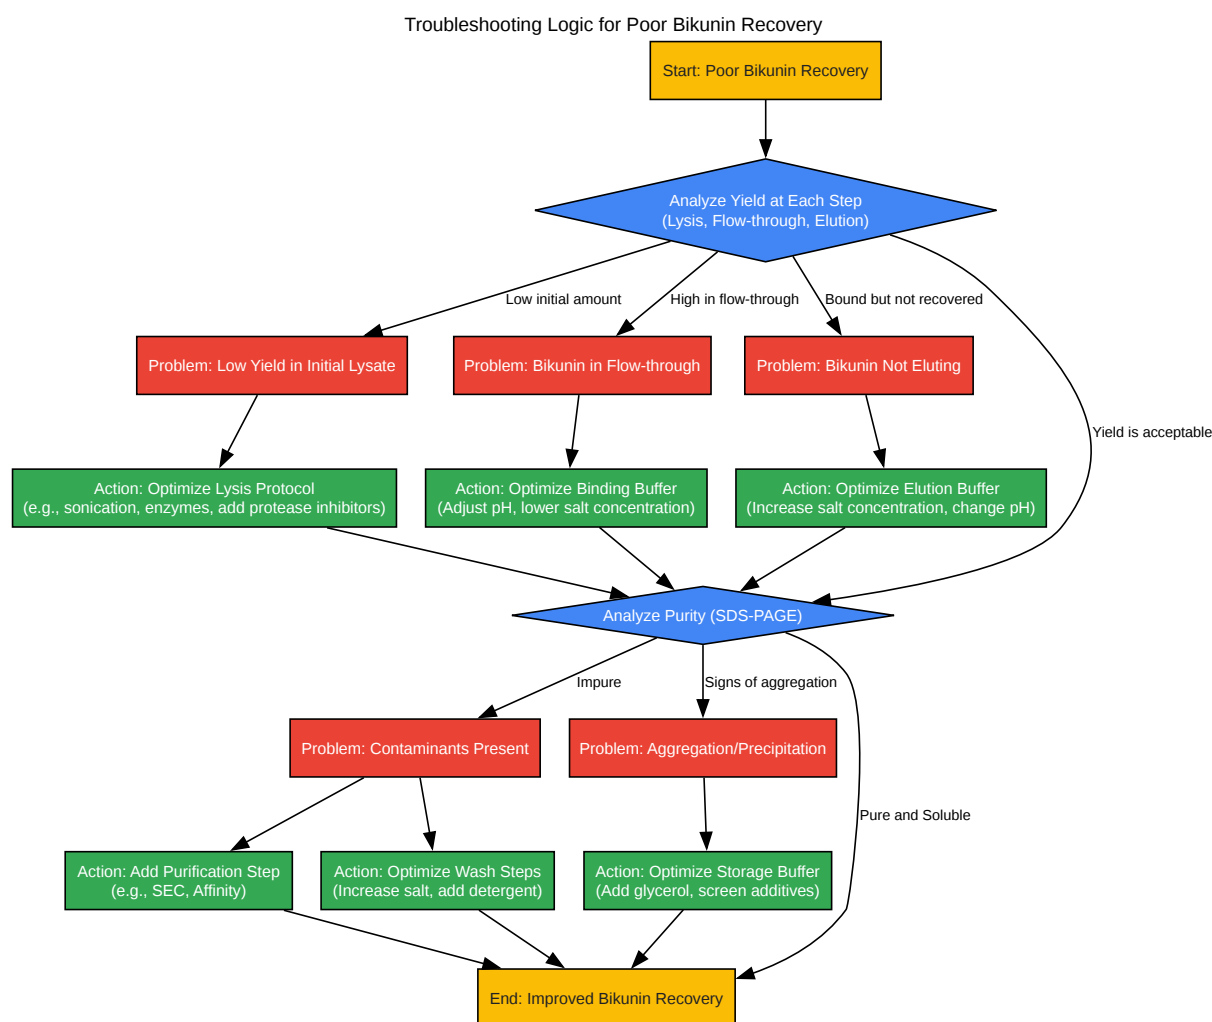 Troubleshooting Logic for Poor Bikunin Recovery
Start: Poor Bikunin Recovery
Analyze Yield at Each Step
(Lysis, Flow-through, Elution)
Low initial amount
High in flow-through
Bound but not recovered
Problem: Low Yield in Initial Lysate
Problem: Bikunin in Flow-through
Problem: Bikunin Not Eluting
Yield is acceptable
Action: Optimize Lysis Protocol
(e.g., sonication, enzymes, add protease inhibitors)
Action: Optimize Binding Buffer
(Adjust pH, lower salt concentration)
Action: Optimize Elution Buffer
(Increase salt concentration, change pH)
Analyze Purity (SDS-PAGE)
Impure
Signs of aggregation
Problem: Contaminants Present
Problem: Aggregation/Precipitation
Pure and Soluble
Action: Add Purification Step
(e.g., SEC, Affinity)
Action: Optimize Wash Steps
(Increase salt, add detergent)
Action: Optimize Storage Buffer
(Add glycerol, screen additives)
End: Improved Bikunin Recovery